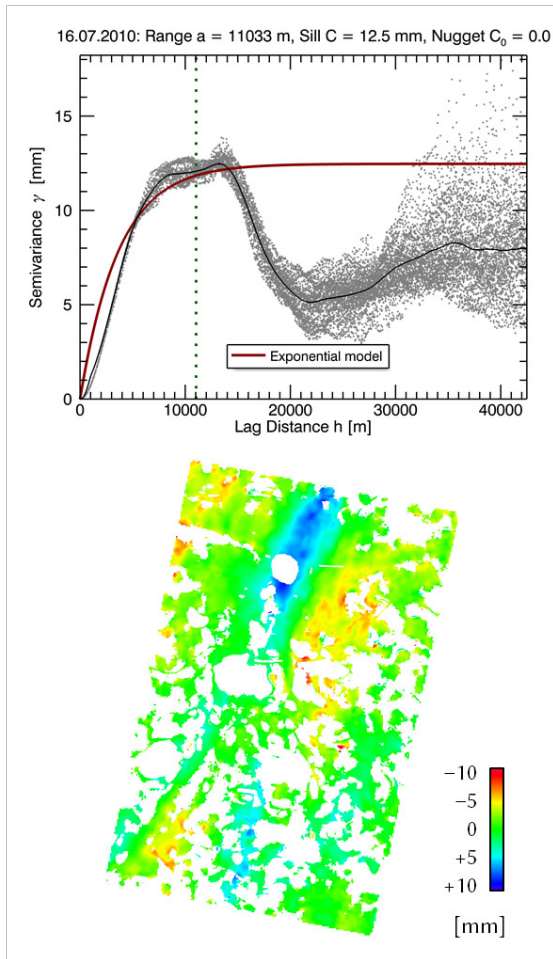 16.07.2010: Range a = 11033 m, Sill C = 12.5 mm, Nugget C₀ = 0.0
Semivariance γ [mm]
15
10
5
0
Exponential model
0 10000 20000 30000 40000
Lag Distance h [m]
−10
−5
0
+5
+10
[mm]